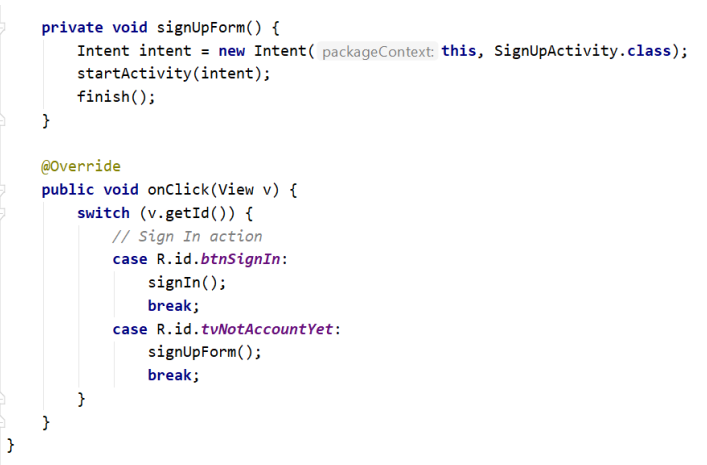 private void signUpForm() {
Intent intent = new Intent( packageContext: this, SignUpActivity.class);
startActivity(intent);
finish();
}
@Override
public void onClick(View v) {
switch (v.getId()) {
// Sign In action
case R.id.btnSignIn:
signIn();
break;
case R.id.tvNotAccountYet:
signUpForm();
break;
}
}
}